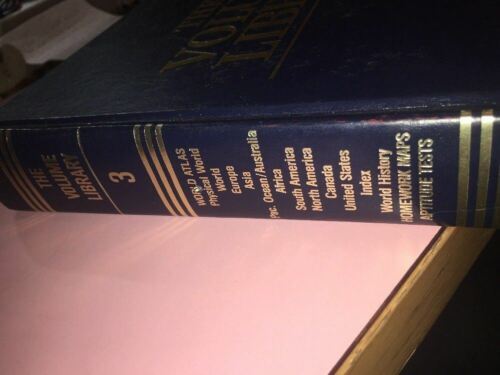 THE
VOLUME
LIBRARY
3
WORLD ATLAS
Physical World
World
Europe
Asia
Pac. Ocean/Australia
Africa
South America
North America
Canada
United States
Index
World History
HOMEWORK MAPS
APTITUDE TESTS